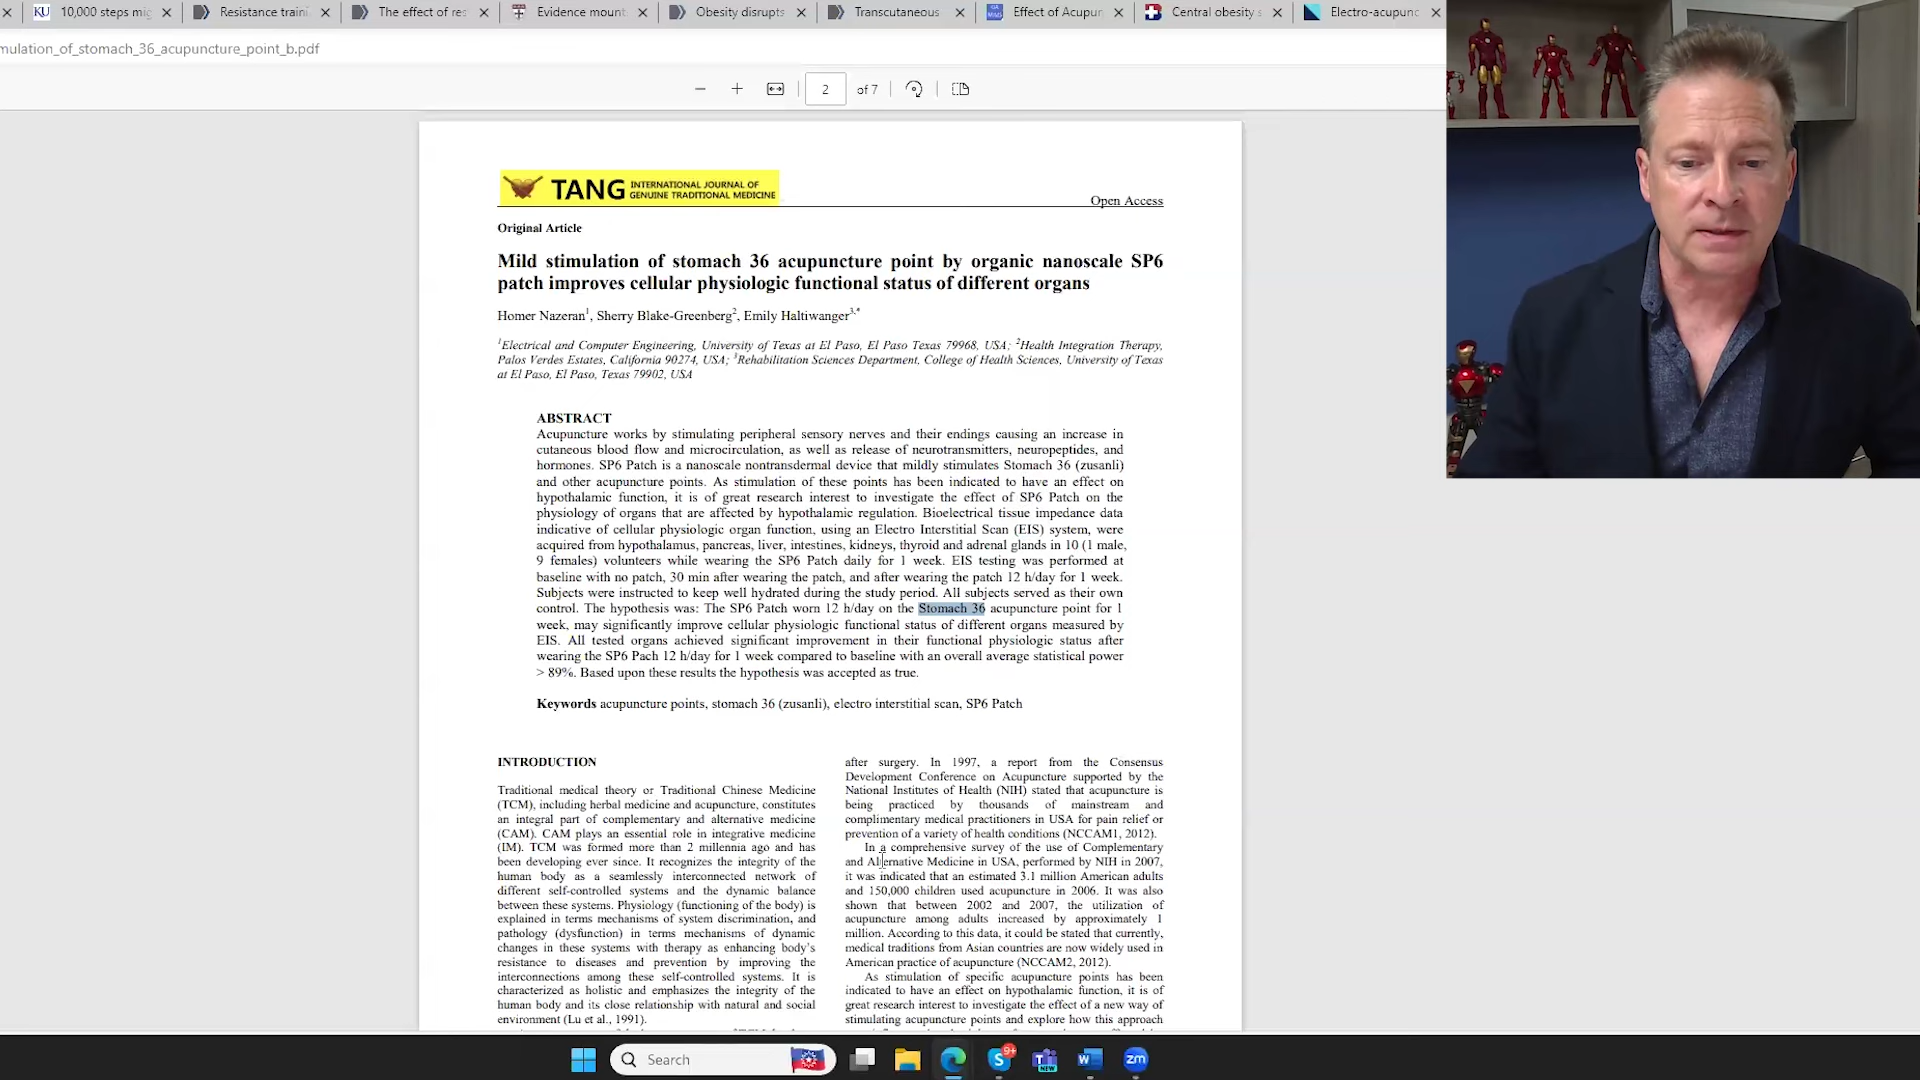 10,000 steps mig
Resistance traini
The effect of res
Evidence mount
Obesity disrupts
Transcutaneous
Effect of Acupun
Central obesity s
Electro-acupunc
mulation_of_stomach_36_acupuncture_point_b.pdf
2 of 7
TANG INTERNATIONAL JOURNAL OF
GENUINE TRADITIONAL MEDICINE
Open Access
Original Article
Mild stimulation of stomach 36 acupuncture point by organic nanoscale SP6
patch improves cellular physiologic functional status of different organs
Homer Nazeran1, Sherry Blake-Greenberg2, Emily Haltiwanger3,*
1Electrical and Computer Engineering, University of Texas at El Paso, El Paso Texas 79968, USA; 2Health Integration Therapy,
Palos Verdes Estates, California 90274, USA; 3Rehabilitation Sciences Department, College of Health Sciences, University of Texas
at El Paso, El Paso, Texas 79902, USA
ABSTRACT
Acupuncture works by stimulating peripheral sensory nerves and their endings causing an increase in
cutaneous blood flow and microcirculation, as well as release of neurotransmitters, neuropeptides, and
hormones. SP6 Patch is a nanoscale nontransdermal device that mildly stimulates Stomach 36 (zusanli)
and other acupuncture points. As stimulation of these points has been indicated to have an effect on
hypothalamic function, it is of great research interest to investigate the effect of SP6 Patch on the
physiology of organs that are affected by hypothalamic regulation. Bioelectrical tissue impedance data
indicative of cellular physiologic organ function, using an Electro Interstitial Scan (EIS) system, were
acquired from hypothalamus, pancreas, liver, intestines, kidneys, thyroid and adrenal glands in 10 (1 male,
9 females) volunteers while wearing the SP6 Patch daily for 1 week. EIS testing was performed at
baseline with no patch, 30 min after wearing the patch, and after wearing the patch 12 h/day for 1 week.
Subjects were instructed to keep well hydrated during the study period. All subjects served as their own
control. The hypothesis was: The SP6 Patch worn 12 h/day on the Stomach 36 acupuncture point for 1
week, may significantly improve cellular physiologic functional status of different organs measured by
EIS. All tested organs achieved significant improvement in their functional physiologic status after
wearing the SP6 Pach 12 h/day for 1 week compared to baseline with an overall average statistical power
> 89%. Based upon these results the hypothesis was accepted as true.
Keywords acupuncture points, stomach 36 (zusanli), electro interstitial scan, SP6 Patch
INTRODUCTION
Traditional medical theory or Traditional Chinese Medicine
(TCM), including herbal medicine and acupuncture, constitutes
an integral part of complementary and alternative medicine
(CAM). CAM plays an essential role in integrative medicine
(IM). TCM was formed more than 2 millennia ago and has
been developing ever since. It recognizes the integrity of the
human body as a seamlessly interconnected network of
different self-controlled systems and the dynamic balance
between these systems. Physiology (functioning of the body) is
explained in terms mechanisms of system discrimination, and
pathology (dysfunction) in terms mechanisms of dynamic
changes in these systems with therapy as enhancing body's
resistance to diseases and prevention by improving the
interconnections among these self-controlled systems. It is
characterized as holistic and emphasizes the integrity of the
human body and its close relationship with natural and social
environment (Lu et al., 1991).
after surgery. In 1997, a report from the Consensus
Development Conference on Acupuncture supported by the
National Institutes of Health (NIH) stated that acupuncture is
being practiced by thousands of mainstream and
complimentary medical practitioners in USA for pain relief or
prevention of a variety of health conditions (NCCAM1, 2012).
In a comprehensive survey of the use of Complementary
and Alternative Medicine in USA, performed by NIH in 2007,
it was indicated that an estimated 3.1 million American adults
and 150,000 children used acupuncture in 2006. It was also
shown that between 2002 and 2007, the utilization of
acupuncture among adults increased by approximately 1
million. According to this data, it could be stated that currently,
medical traditions from Asian countries are now widely used in
American practice of acupuncture (NCCAM2, 2012).
As stimulation of specific acupuncture points has been
indicated to have an effect on hypothalamic function, it is of
great research interest to investigate the effect of a new way of
stimulating acupuncture points and explore how this approach
Search